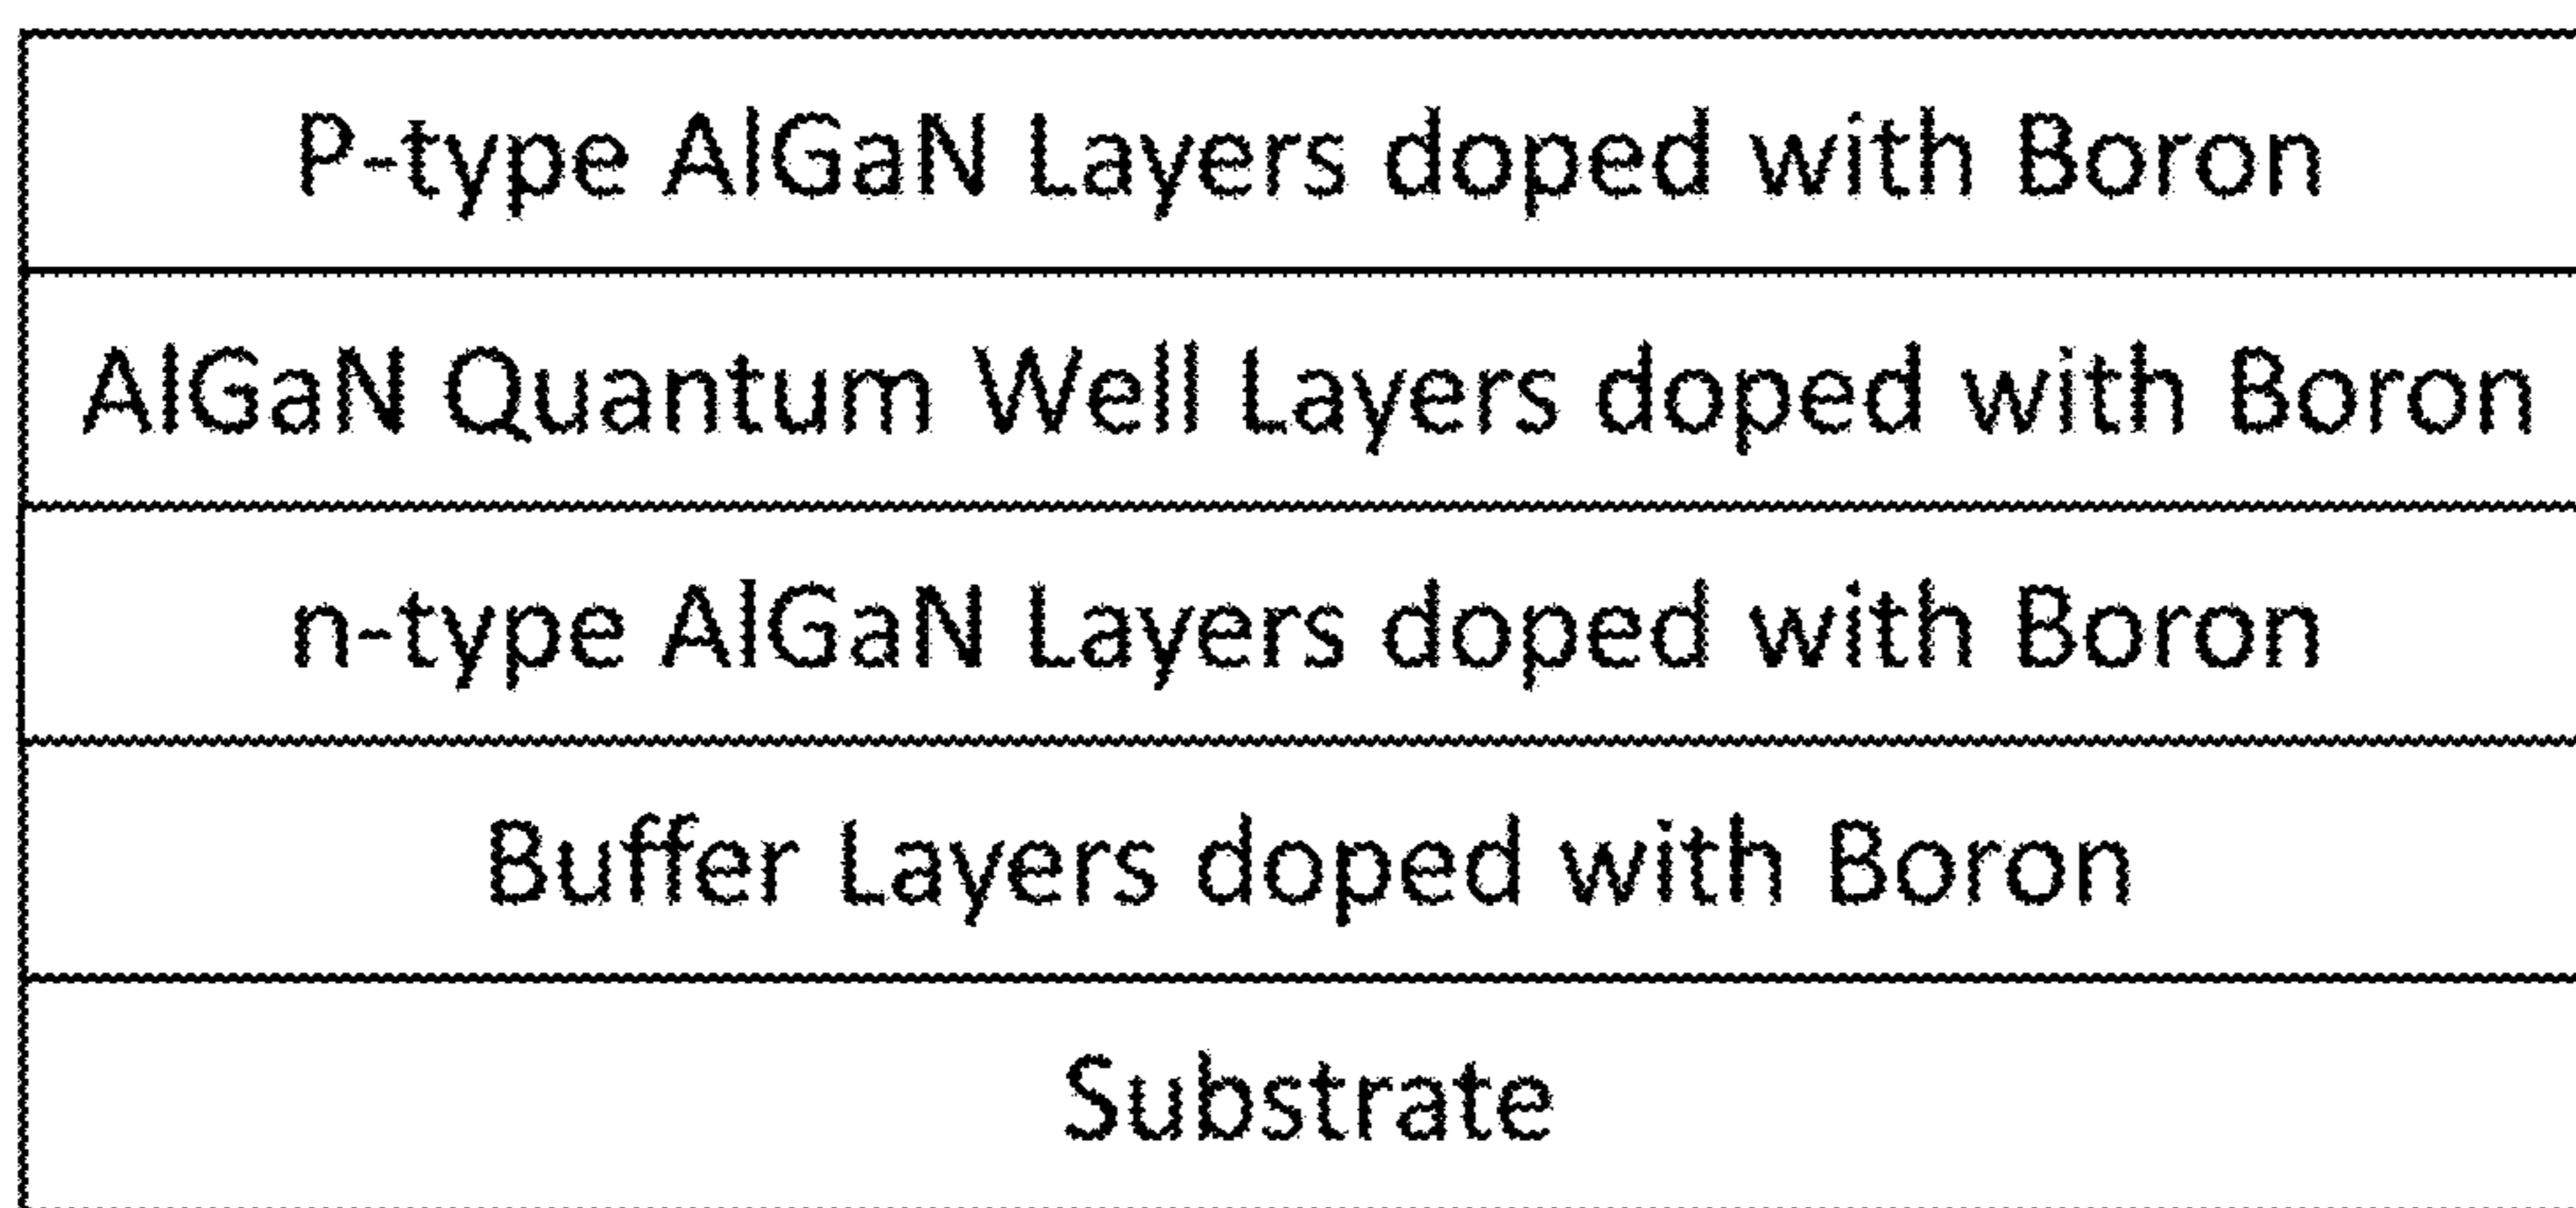 P-type AlGaN Layers doped with Boron
AlGaN Quantum Well Layers doped with Boron
n-type AlGaN Layers doped with Boron
Buffer Layers doped with Boron
Substrate